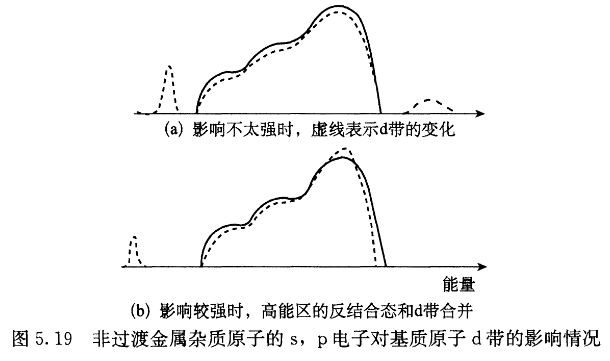 (a) 影响不太强时，虚线表示d带的变化
能量
(b) 影响较强时，高能区的反结合态和d带合并
图 5.19 非过渡金属杂质原子的 s，p 电子对基质原子 d 带的影响情况